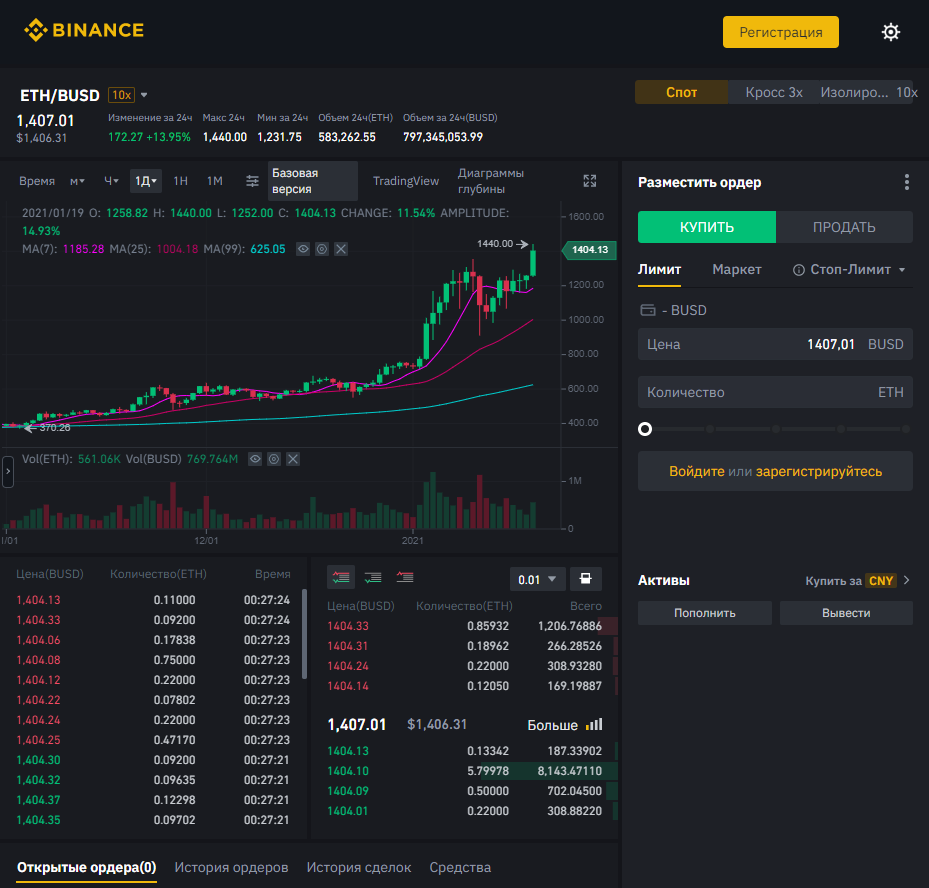 BINANCE
Регистрация
ETH/BUSD 10x
1,407.01
$1,406.31
Изменение за 24ч Макс 24ч Мин за 24ч Объем 24ч(ETH) Объем за 24ч(BUSD)
172.27 +13.95% 1,440.00 1,231.75 583,262.55 797,345,053.99
Спот Кросс 3x Изолиро... 10x
Время м Ч 1Д 1Н 1М
Базовая
версия
TradingView
Диаграммы
глубины
2021/01/19 O: 1258.82 H: 1440.00 L: 1252.00 C: 1404.13 CHANGE: 11.54% AMPLITUDE:
14.93%
MA(7): 1185.28 MA(25): 1004.18 MA(99): 625.05
1440.00
370.26
1600.00
1404.13
1200.00
1000.00
800.00
600.00
400.00
Vol(ETH): 561.06K Vol(BUSD) 769.764M
1M
0
/01 12/01 2021
Разместить ордер
КУПИТЬ ПРОДАТЬ
Лимит Маркет Стоп-Лимит
- BUSD
Цена 1407,01 BUSD
Количество ETH
Войдите или зарегистрируйтесь
Активы Купить за CNY
Пополнить Вывести
Цена(BUSD) Количество(ETH) Время
1,404.13 0.11000 00:27:24
1,404.33 0.09200 00:27:24
1,404.06 0.17838 00:27:23
1,404.08 0.75000 00:27:23
1,404.12 0.22000 00:27:23
1,404.22 0.07802 00:27:23
1,404.24 0.22000 00:27:23
1,404.25 0.47170 00:27:23
1,404.30 0.09200 00:27:21
1,404.32 0.09635 00:27:21
1,404.37 0.12298 00:27:21
1,404.35 0.09702 00:27:21
0.01
Цена(BUSD) Количество(ETH) Всего
1404.33 0.85932 1,206.76886
1404.31 0.18962 266.28526
1404.24 0.22000 308.93280
1404.14 0.12050 169.19887
1,407.01 $1,406.31 Больше
1404.13 0.13342 187.33902
1404.10 5.79978 8,143.47110
1404.09 0.50000 702.04500
1404.01 0.22000 308.88220
Открытые ордера(0) История ордеров История сделок Средства